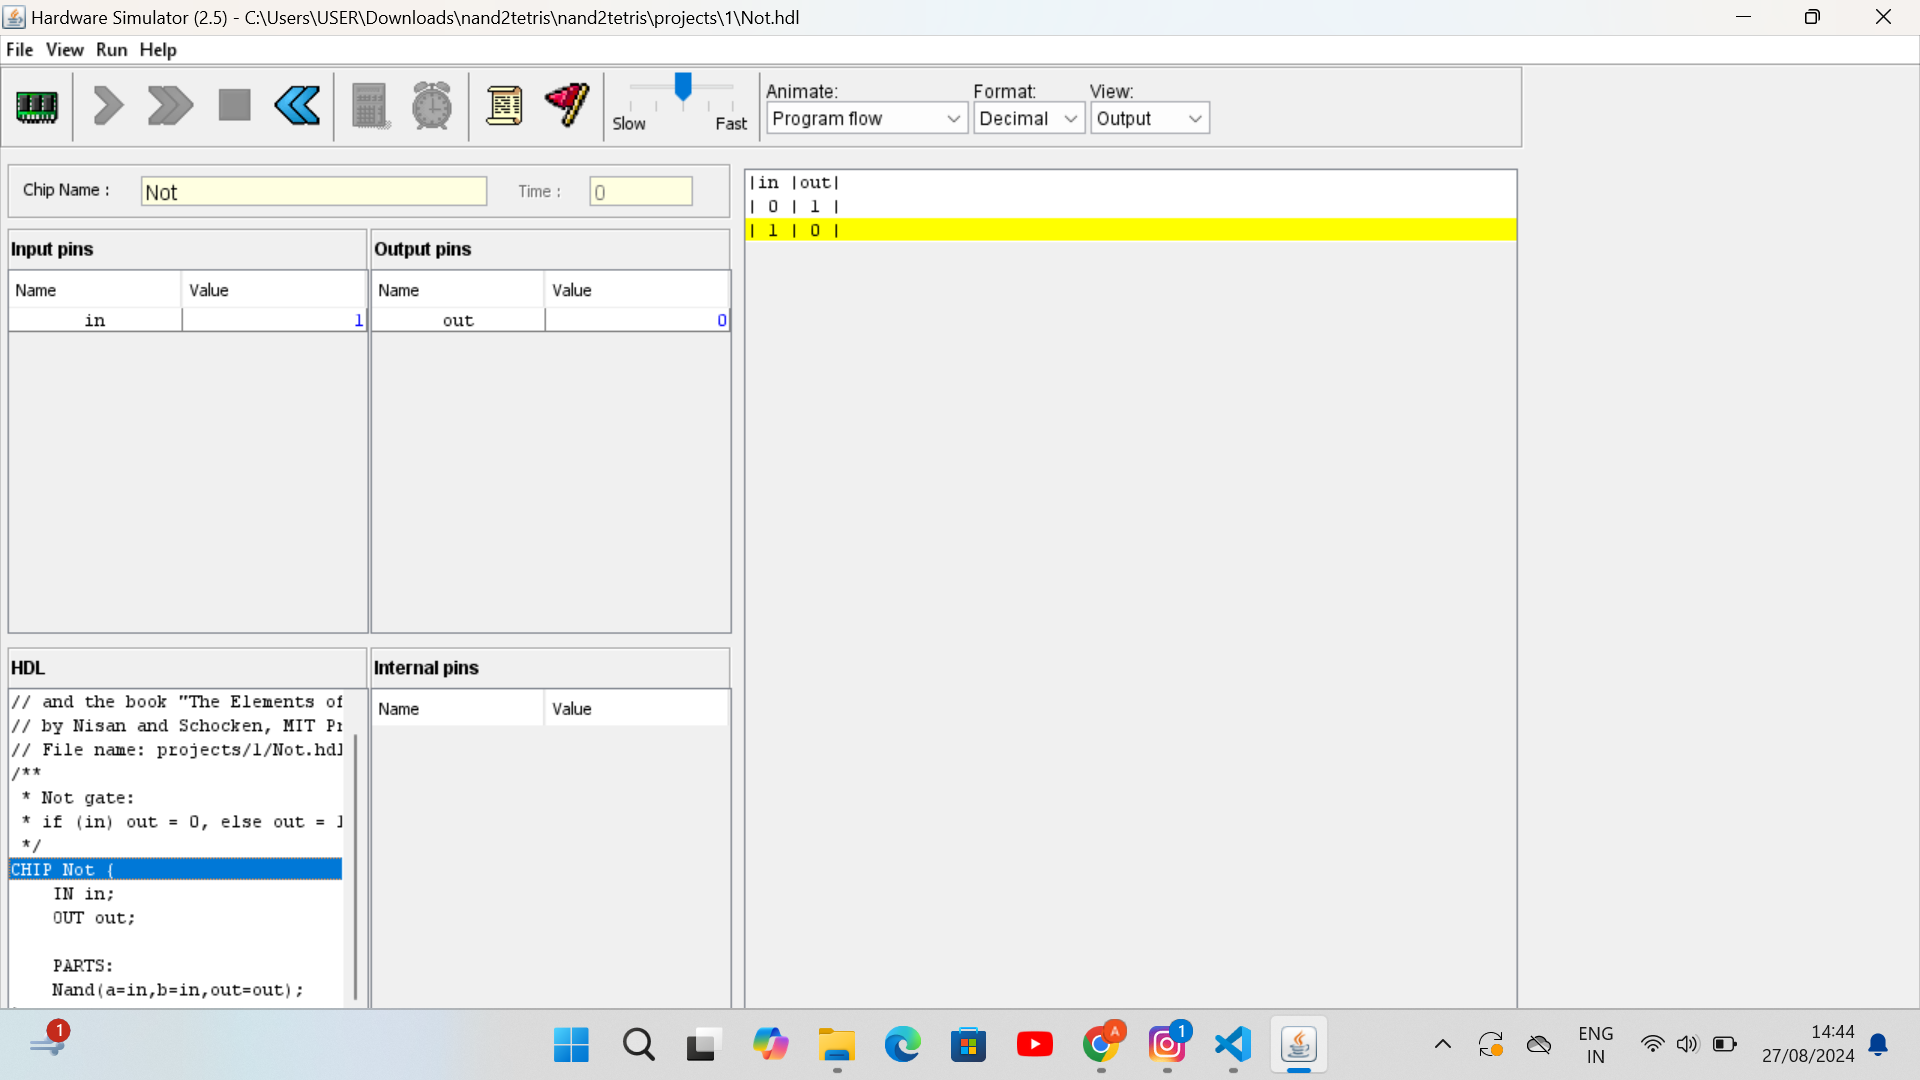 Hardware Simulator (2.5) - C:\Users\USER\Downloads\nand2tetris\nand2tetris\projects\1\Not.hdl
File View Run Help
Slow Fast
Animate: Format: View:
Program flow Decimal Output
Chip Name : Not Time : 0
Input pins
Name Value
in 1
Output pins
Name Value
out 0
|in |out|
| 0 | 1 |
| 1 | 0 |
HDL
// and the book "The Elements of
// by Nisan and Schocken, MIT Pr
// File name: projects/1/Not.hdl
/**
* Not gate:
* if (in) out = 0, else out = 1
*/
CHIP Not {
IN in;
OUT out;
PARTS:
Nand(a=in,b=in,out=out);
Internal pins
Name Value
1
A
1
ENG
IN
14:44
27/08/2024